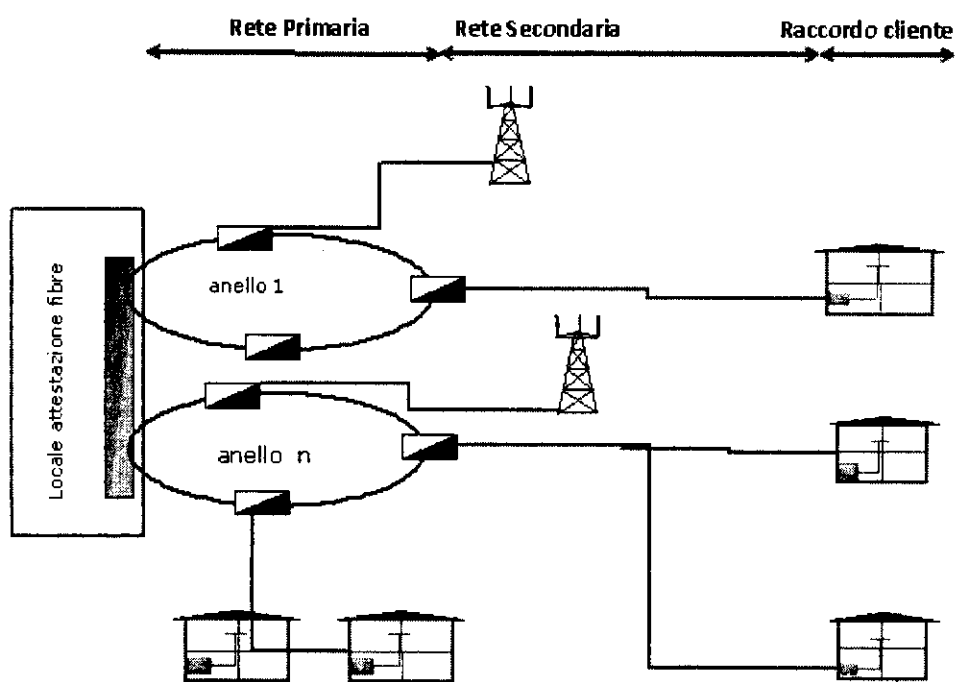 Rete Primaria
Rete Secondaria
Raccordo cliente
Locale attestazione fibre
anello 1
anello n